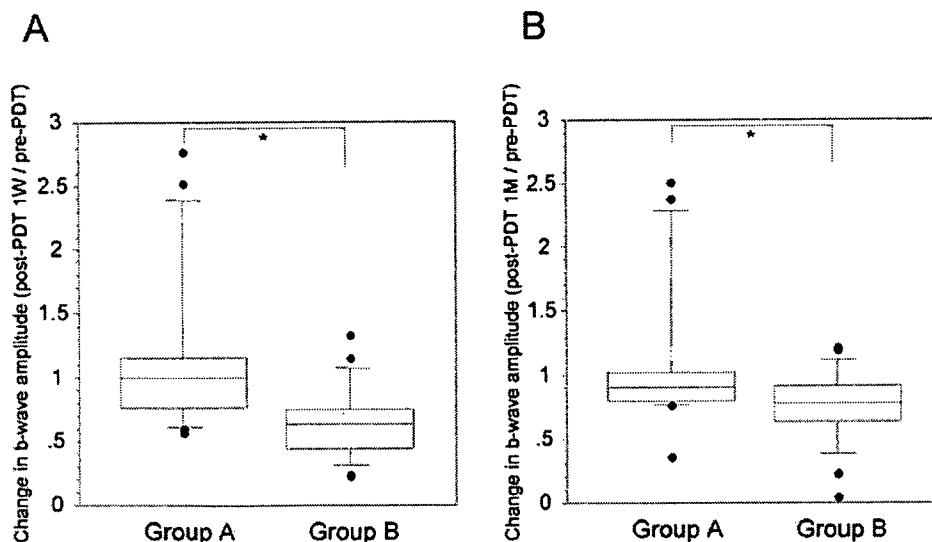 A
Change in b-wave amplitude (post-PDT 1W / pre-PDT)
3
2.5
2
1.5
1
.5
0
*
Group A
Group B
B
Change in b-wave amplitude (post-PDT 1M / pre-PDT)
3
2.5
2
1.5
1
0.5
0
*
Group A
Group B